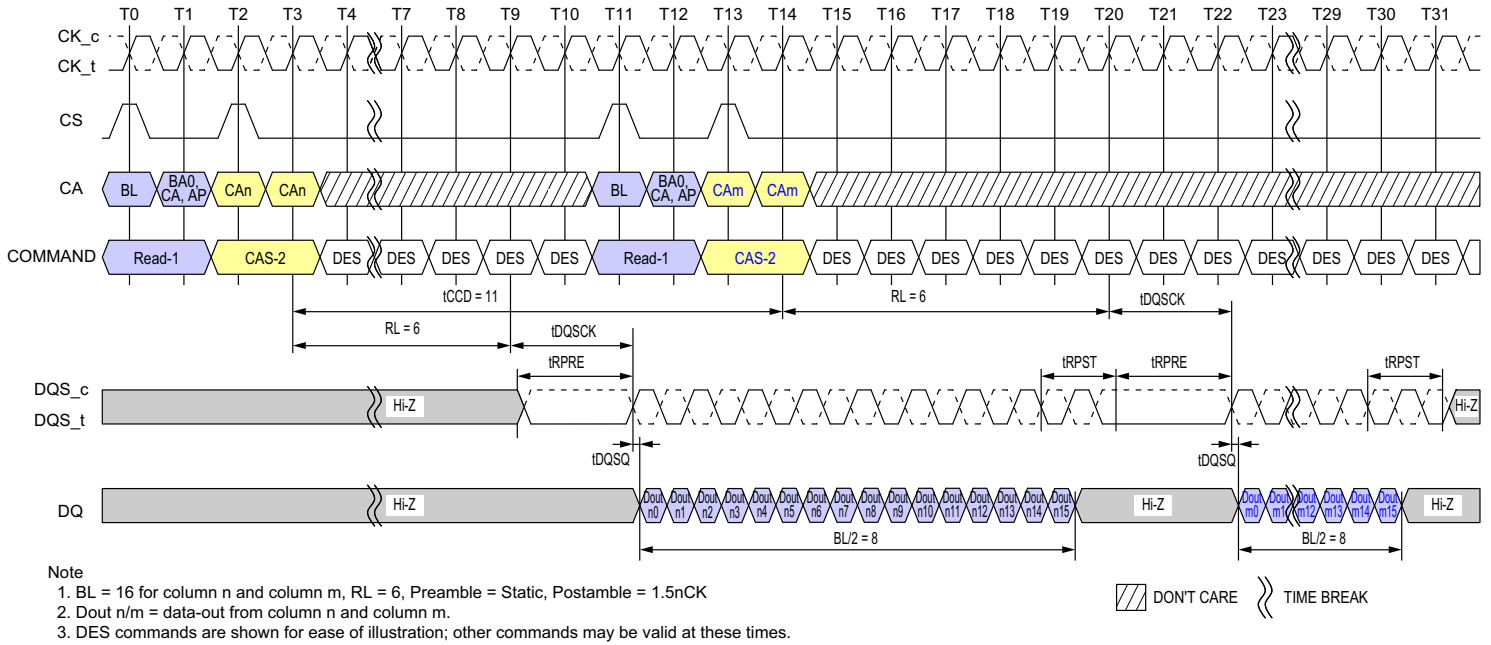 T0 T1 T2 T3 T4 T7 T8 T9 T10 T11 T12 T13 T14 T15 T16 T17 T18 T19 T20 T21 T22 T23 T29 T30 T31
CK_c
CK_t
CS
CA BL BA0, CA, AP CAn CAn BL BA0, CA, AP CAm CAm
COMMAND Read-1 CAS-2 DES DES DES DES DES Read-1 CAS-2 DES DES DES DES DES DES DES DES DES DES DES DES
tCCD = 11 RL = 6 tDQSCK
RL = 6 tDQSCK
tRPRE tRPST tRPRE tRPST
DQS_c
DQS_t Hi-Z Hi-Z
tDQSQ tDQSQ
DQ Hi-Z Dout n0 Dout n1 Dout n2 Dout n3 Dout n4 Dout n5 Dout n6 Dout n7 Dout n8 Dout n9 Dout n10 Dout n11 Dout n12 Dout n13 Dout n14 Dout n15 Hi-Z Dout m0 Dout m1 Dout m12 Dout m13 Dout m14 Dout m15 Hi-Z
BL/2 = 8 BL/2 = 8
Note
1. BL = 16 for column n and column m, RL = 6, Preamble = Static, Postamble = 1.5nCK
2. Dout n/m = data-out from column n and column m.
3. DES commands are shown for ease of illustration; other commands may be valid at these times.
DON'T CARE TIME BREAK